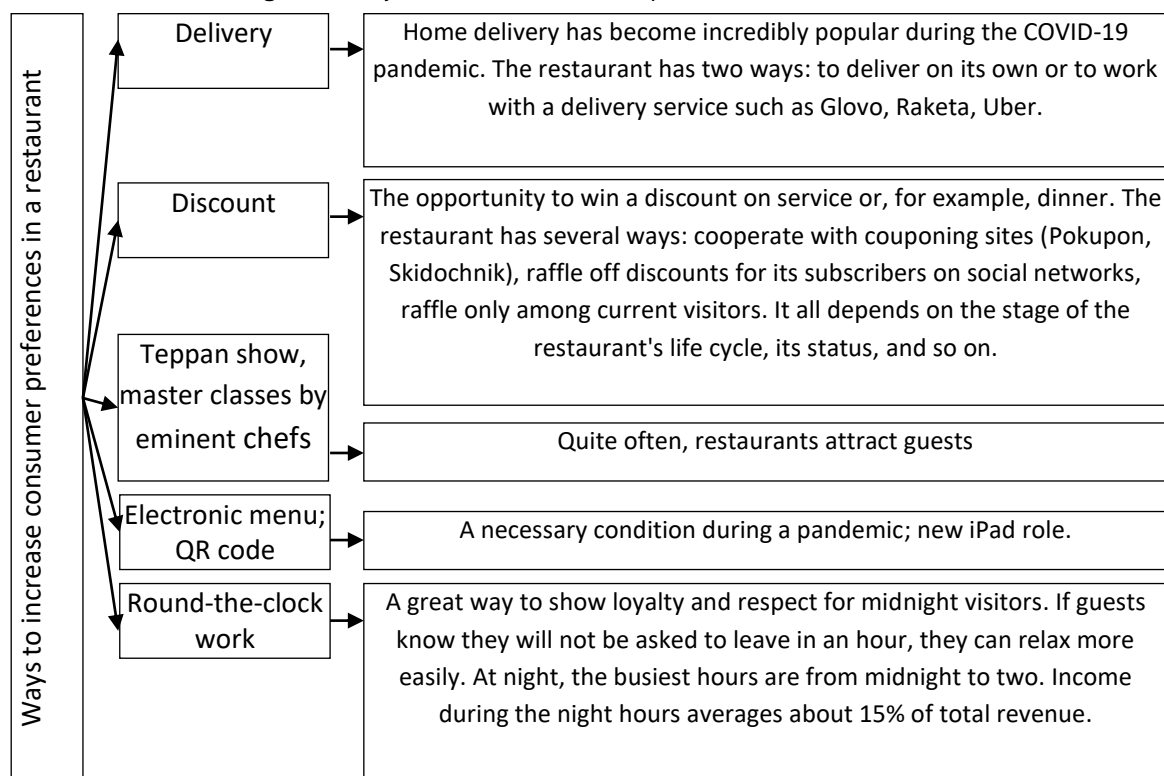 Ways to increase consumer preferences in a restaurant
Delivery
Home delivery has become incredibly popular during the COVID-19
pandemic. The restaurant has two ways: to deliver on its own or to work
with a delivery service such as Glovo, Raketa, Uber.
Discount
The opportunity to win a discount on service or, for example, dinner. The
restaurant has several ways: cooperate with couponing sites (Pokupon,
Skidochnik), raffle off discounts for its subscribers on social networks,
raffle only among current visitors. It all depends on the stage of the
restaurant's life cycle, its status, and so on.
Teppan show,
master classes by
eminent chefs
Quite often, restaurants attract guests
Electronic menu;
QR code
A necessary condition during a pandemic; new iPad role.
Round-the-clock
work
A great way to show loyalty and respect for midnight visitors. If guests
know they will not be asked to leave in an hour, they can relax more
easily. At night, the busiest hours are from midnight to two. Income
during the night hours averages about 15% of total revenue.